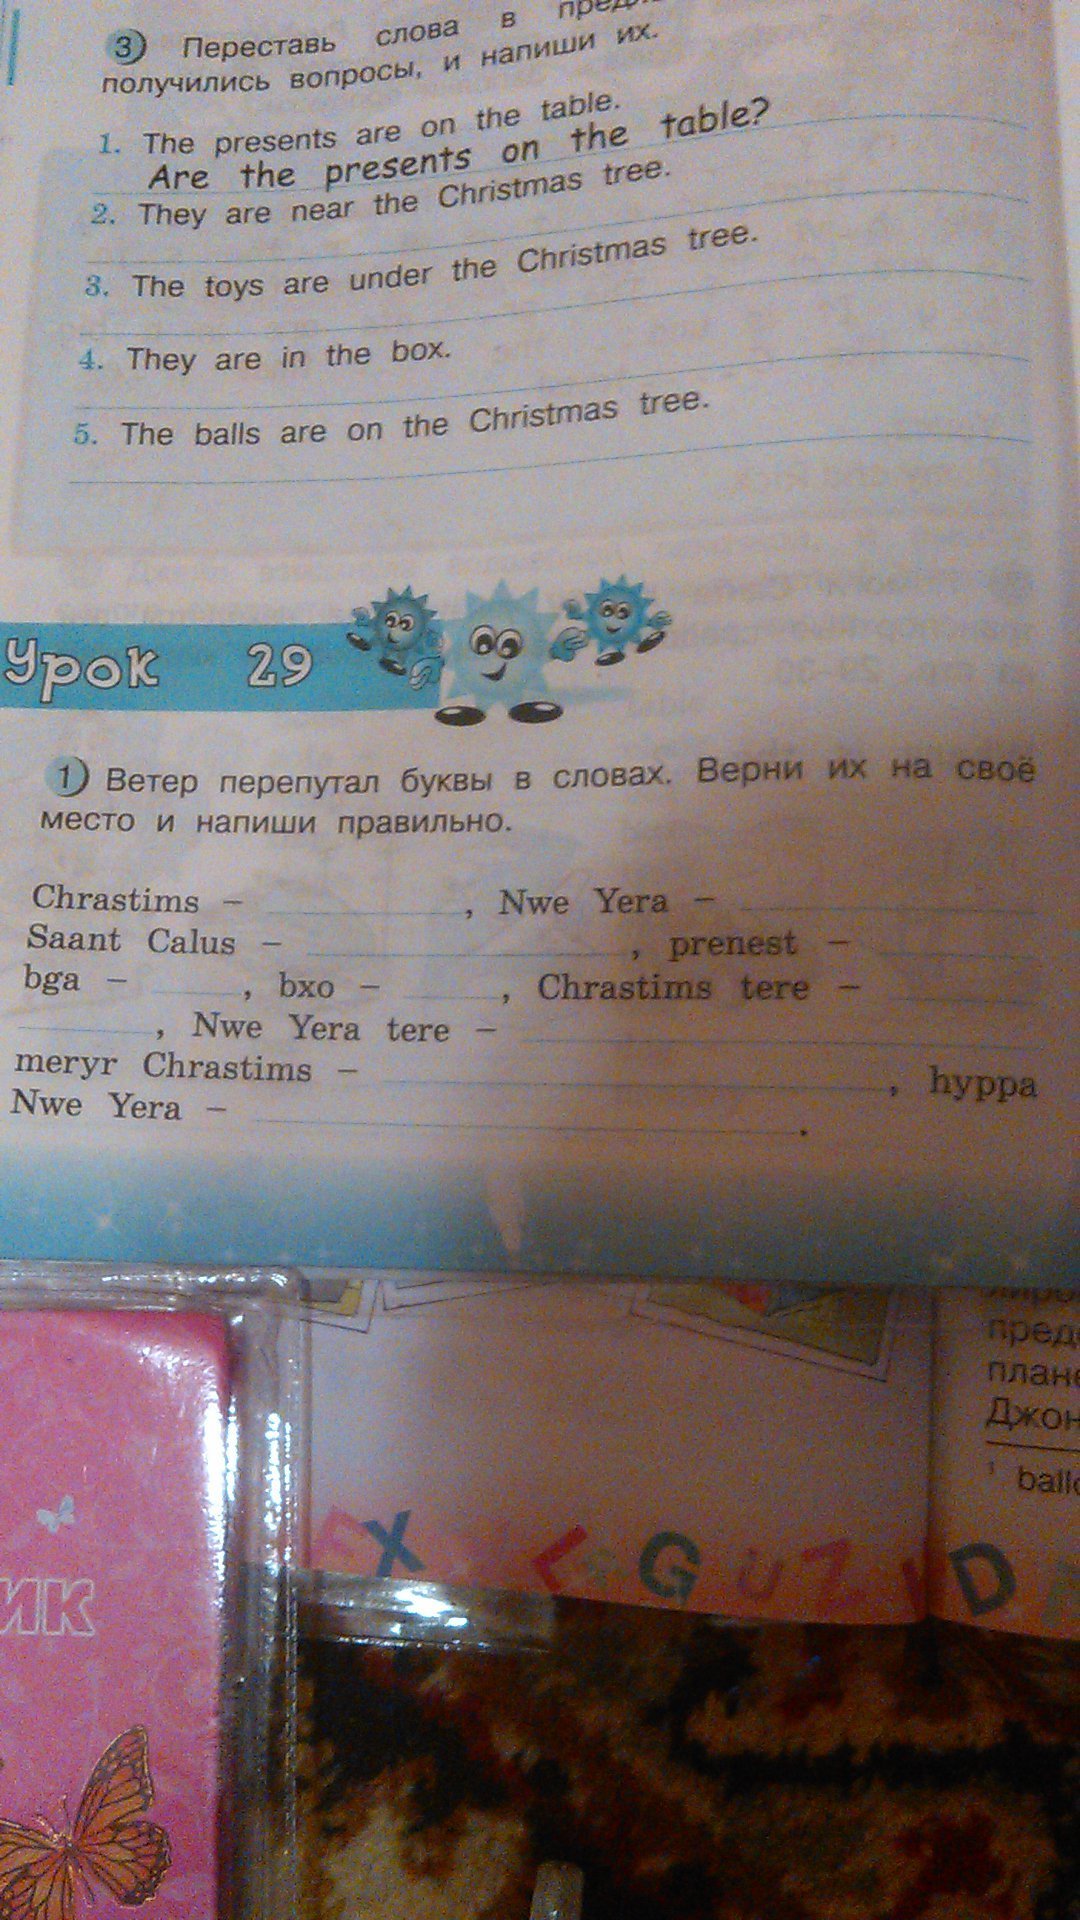 3) Переставь слова в
получились вопросы, и напиши их.
1. The presents are on the table.
Are the presents on the table?
2. They are near the Christmas tree.
3. The toys are under the Christmas tree.
4. They are in the box.
5. The balls are on the Christmas tree.
Урок 29
1) Ветер перепутал буквы в словах. Верни их на своё
место и напиши правильно.
Chrastims – , Nwe Yera –
Saant Calus – , prenest –
bga – , bxo – , Chrastims tere –
, Nwe Yera tere –
meryr Chrastims – , hyppa
Nwe Yera – .
ИК
Джон
1 ball
X G U Z D